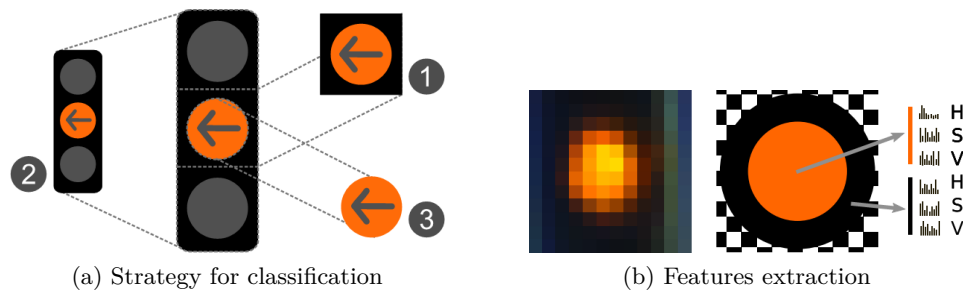 1
2
3
H
S
V
H
S
V
(a) Strategy for classification
(b) Features extraction